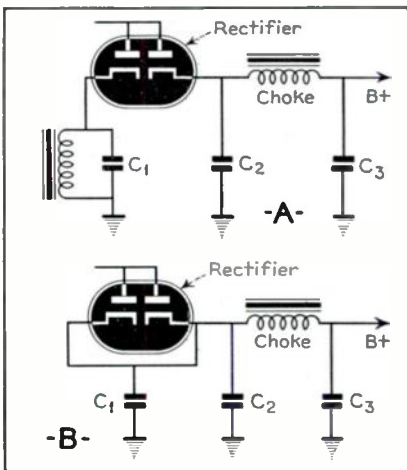 Rectifier
Choke
B+
C1
C2
C3
-A-
Rectifier
Choke
B+
C1
C2
C3
-B-